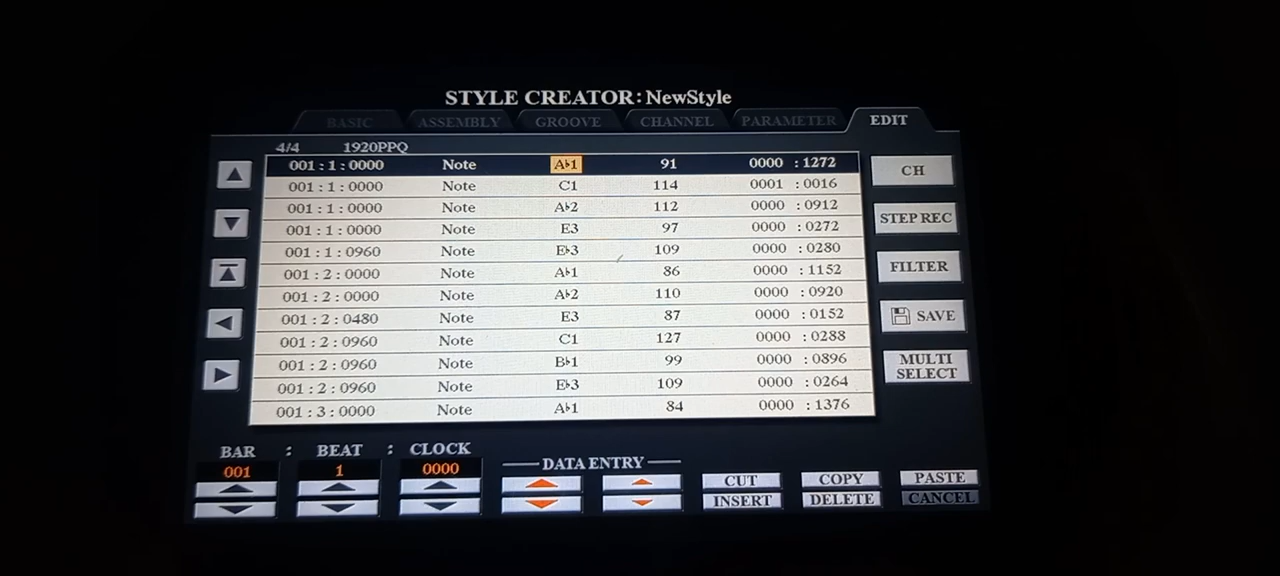 STYLE CREATOR: NewStyle
BASIC ASSEMBLY GROOVE CHANNEL PARAMETER EDIT
4/4 1920PPQ
001 : 1 : 0000 Note A♭1 91 0000 : 1272
001 : 1 : 0000 Note C1 114 0001 : 0016
001 : 1 : 0000 Note A♭2 112 0000 : 0912
001 : 1 : 0000 Note E3 97 0000 : 0272
001 : 1 : 0960 Note E♭3 109 0000 : 0280
001 : 2 : 0000 Note A♭1 86 0000 : 1152
001 : 2 : 0000 Note A♭2 110 0000 : 0920
001 : 2 : 0480 Note E3 87 0000 : 0152
001 : 2 : 0960 Note C1 127 0000 : 0288
001 : 2 : 0960 Note B♭1 99 0000 : 0896
001 : 2 : 0960 Note E♭3 109 0000 : 0264
001 : 3 : 0000 Note A♭1 84 0000 : 1376
CH
STEP REC
FILTER
SAVE
MULTI
SELECT
BAR : BEAT : CLOCK
001 1 0000
DATA ENTRY
CUT COPY PASTE
INSERT DELETE CANCEL